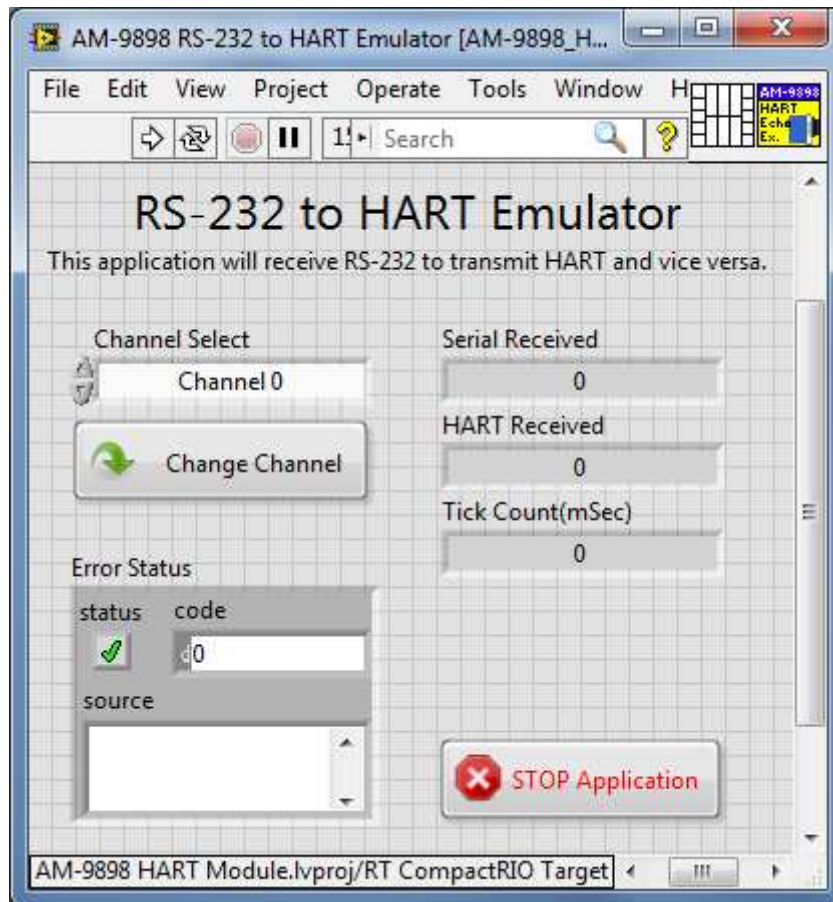 AM-9898 RS-232 to HART Emulator [AM-9898_H...
File Edit View Project Operate Tools Window H
Search
AM-9898
HART
Echo
Ex.
RS-232 to HART Emulator
This application will receive RS-232 to transmit HART and vice versa.
Channel Select
Channel 0
Change Channel
Serial Received
0
HART Received
0
Tick Count(mSec)
0
Error Status
status code
0
source
STOP Application
AM-9898 HART Module.lvproj/RT CompactRIO Target